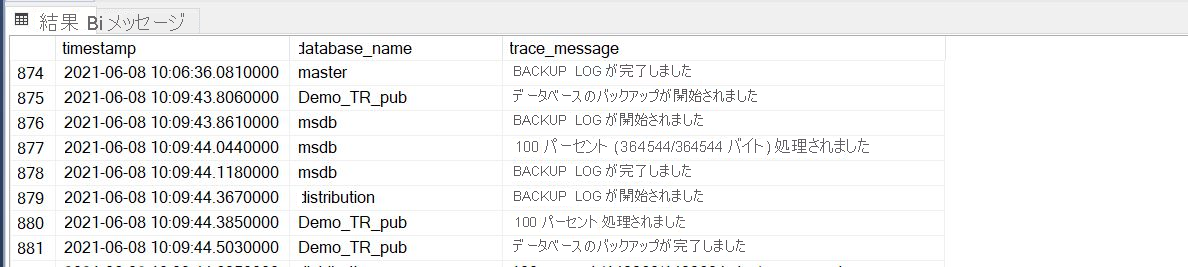 結果 Bi メッセージ
timestamp database_name trace_message
874 2021-06-08 10:06:36.0810000 master BACKUP LOG が完了しました
875 2021-06-08 10:09:43.8060000 Demo_TR_pub データベースのバックアップが開始されました
876 2021-06-08 10:09:43.8610000 msdb BACKUP LOG が開始されました
877 2021-06-08 10:09:44.0440000 msdb 100 パーセント (364544/364544 バイト) 処理されました
878 2021-06-08 10:09:44.1180000 msdb BACKUP LOG が完了しました
879 2021-06-08 10:09:44.3670000 distribution BACKUP LOG が開始されました
880 2021-06-08 10:09:44.3850000 Demo_TR_pub 100 パーセント 処理されました
881 2021-06-08 10:09:44.5030000 Demo_TR_pub データベースのバックアップが完了しました